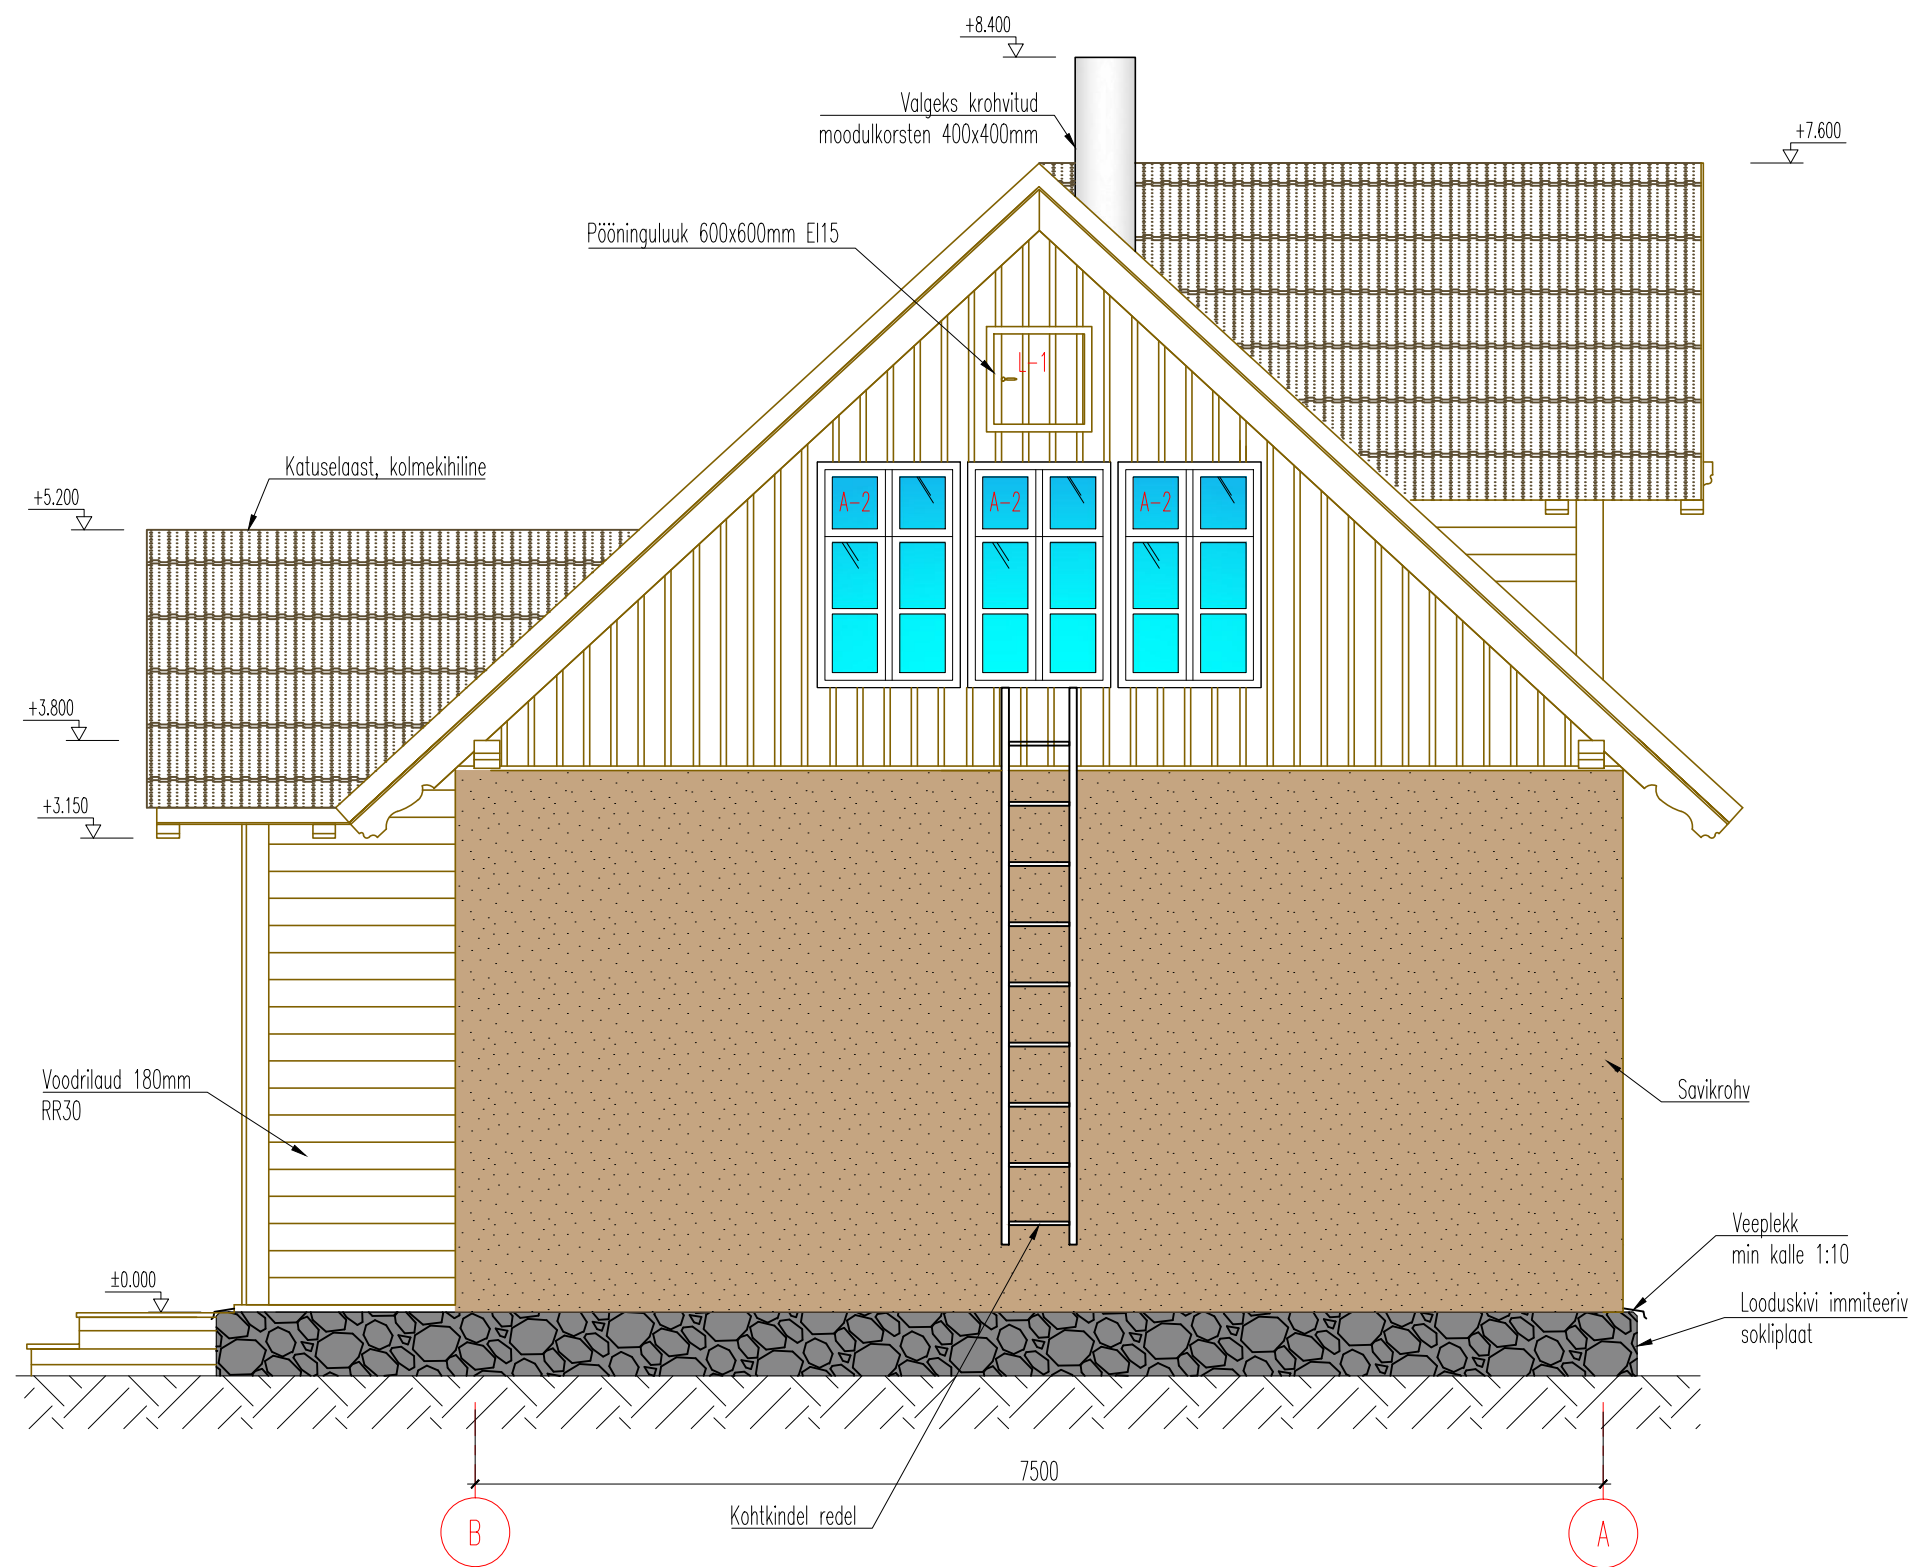 +8.400
Valgeks krohvitud
moodulkorsten 400x400mm
+7.600
Pööninguluuk 600x600mm EI15
L-1
Katuselaast, kolmekihiline
+5.200
A-2 A-2 A-2
+3.800
+3.150
Voodrilaud 180mm
RR30
Savikrohv
Veeplekk
min kalle 1:10
±0.000
Looduskivi immiteeriv
sokliplaat
7500
Kohtkindel redel
B A